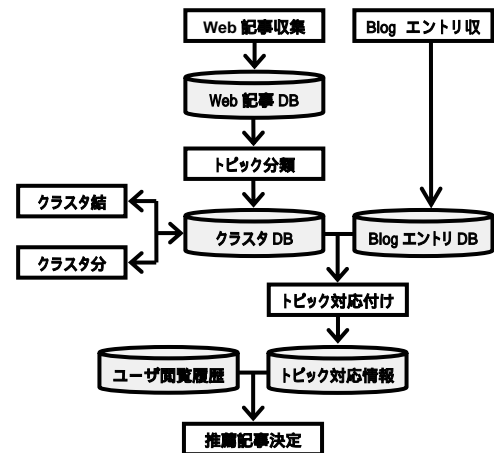 Web 記事収集
Blog エントリ収
Web 記事 DB
トピック分類
クラスタ結
クラスタ DB
Blog エントリ DB
クラスタ分
トピック対応付け
ユーザ閲覧履歴
トピック対応情報
推薦記事決定